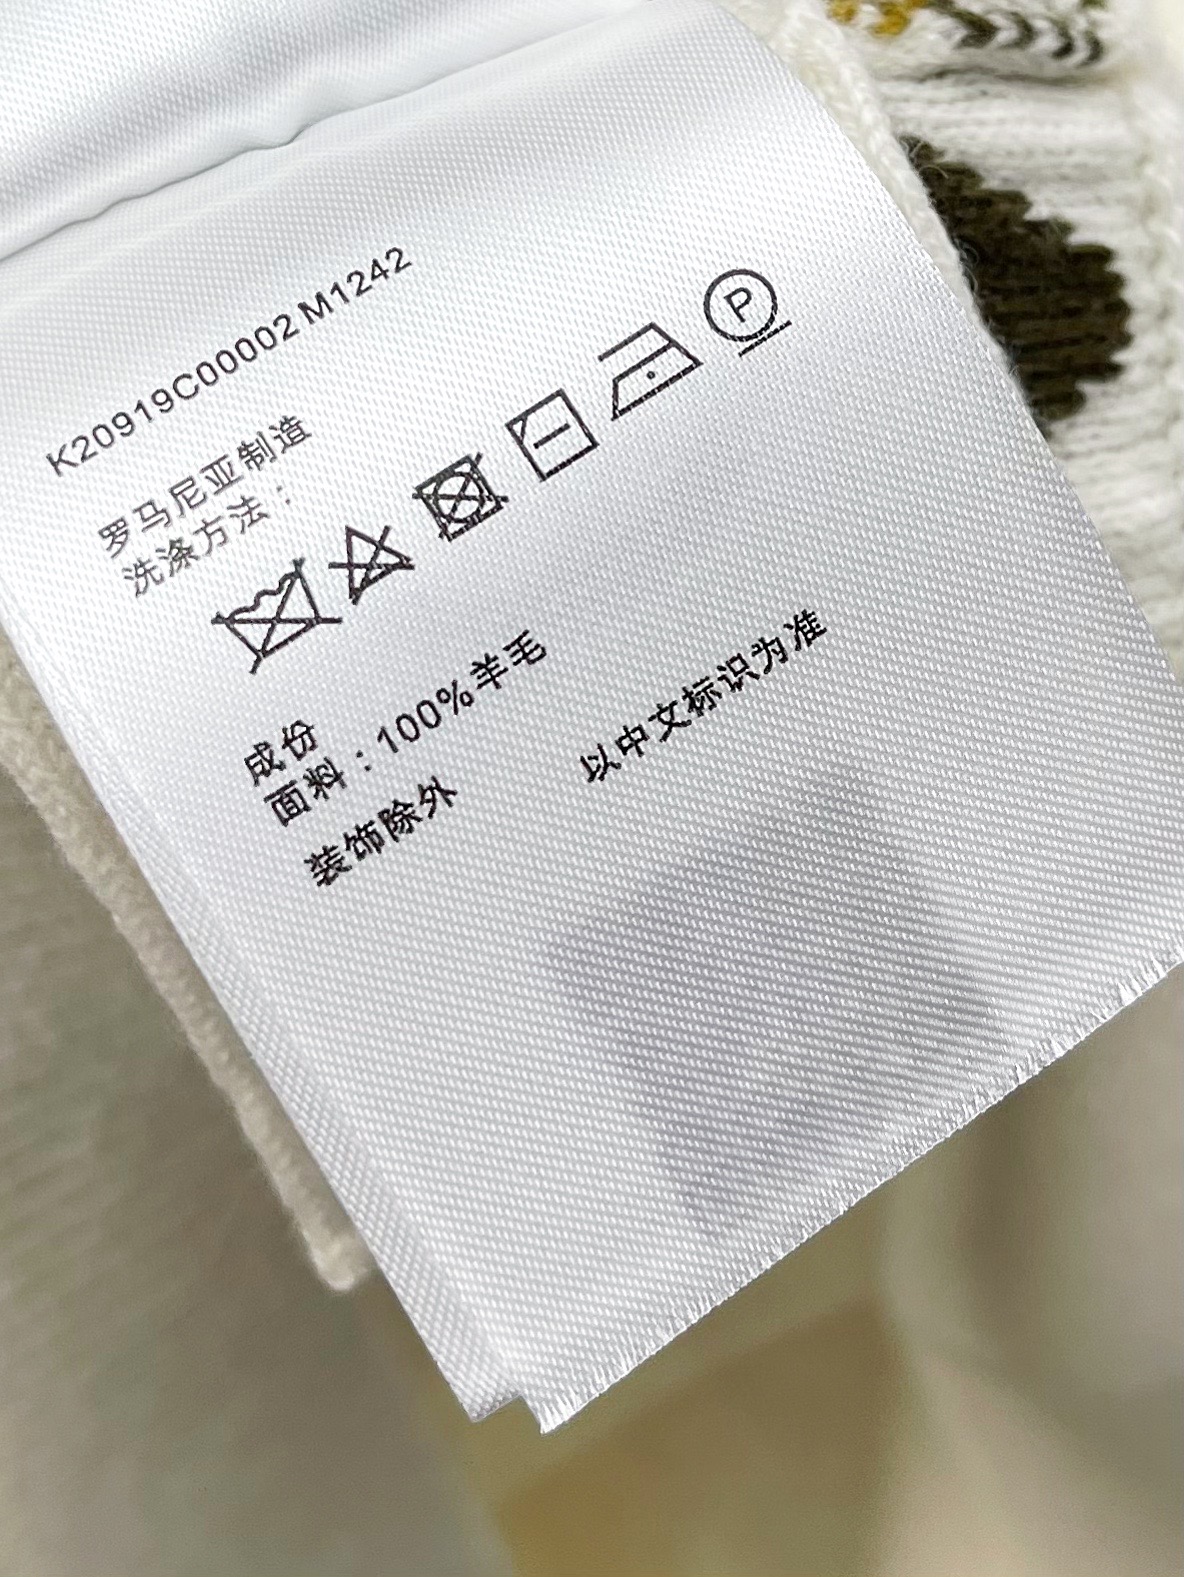 K20919C00002 M1242
罗马尼亚制造
洗涤方法：
P
成份
面料：100%羊毛
装饰除外
以中文标识为准